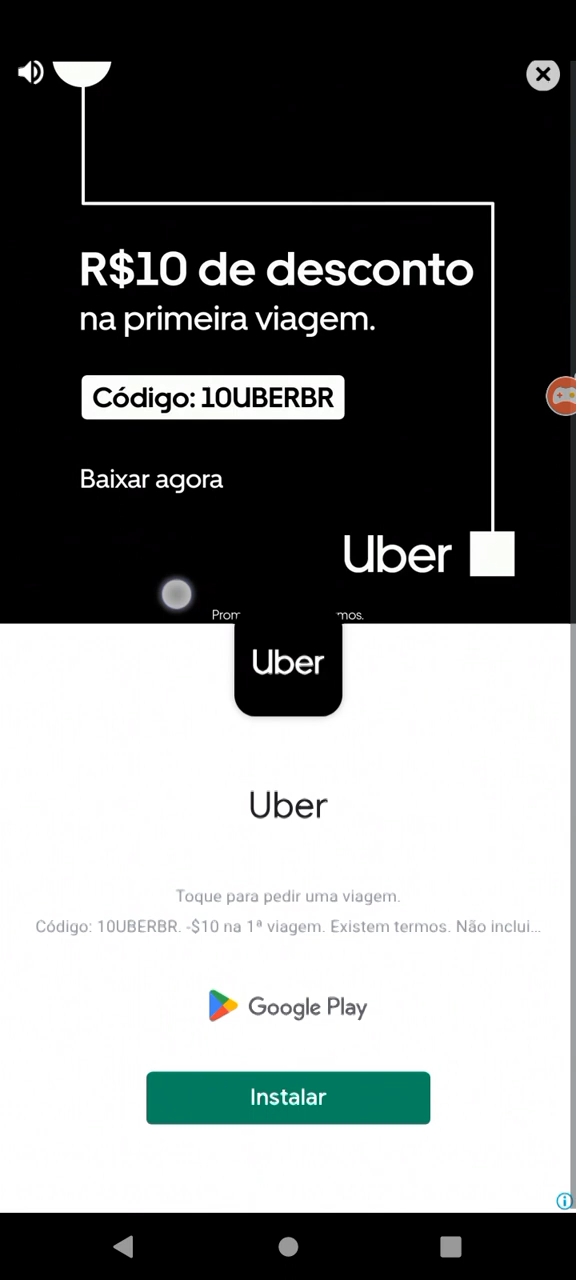 R$10 de desconto
na primeira viagem.
Código: 10UBERBR
Baixar agora
Uber
Uber
Uber
Toque para pedir uma viagem.
Código: 10UBERBR. -$10 na 1ª viagem. Existem termos. Não inclui...
Google Play
Instalar